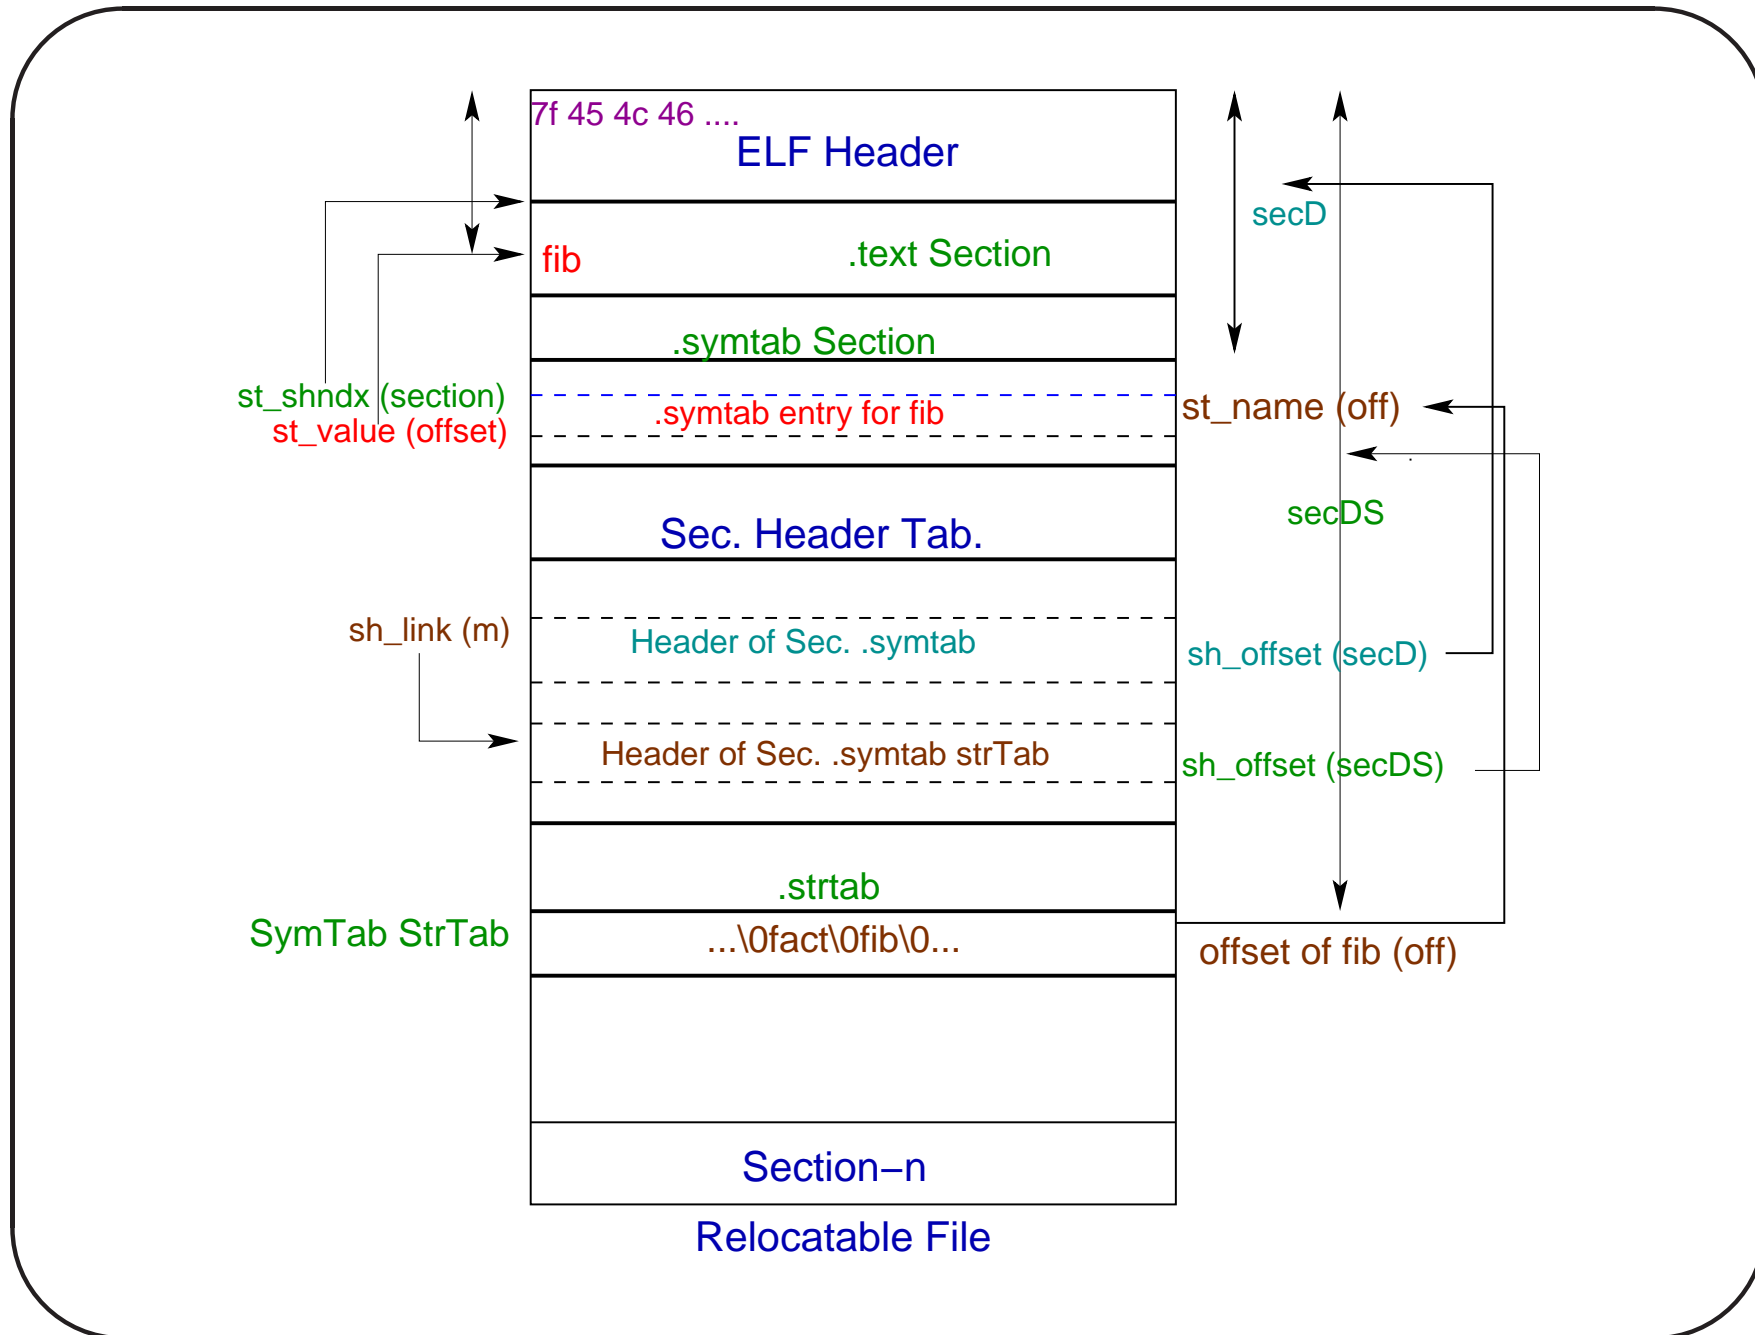 7f 45 4c 46 ....
ELF Header
secD
fib
.text Section
.symtab Section
st_shndx (section)
.symtab entry for fib
st_name (off)
st_value (offset)
secDS
Sec. Header Tab.
sh_link (m)
Header of Sec. .symtab
sh_offset (secD)
Header of Sec. .symtab strTab
sh_offset (secDS)
.strtab
SymTab StrTab
...\0fact\0fib\0...
offset of fib (off)
Section−n
Relocatable File